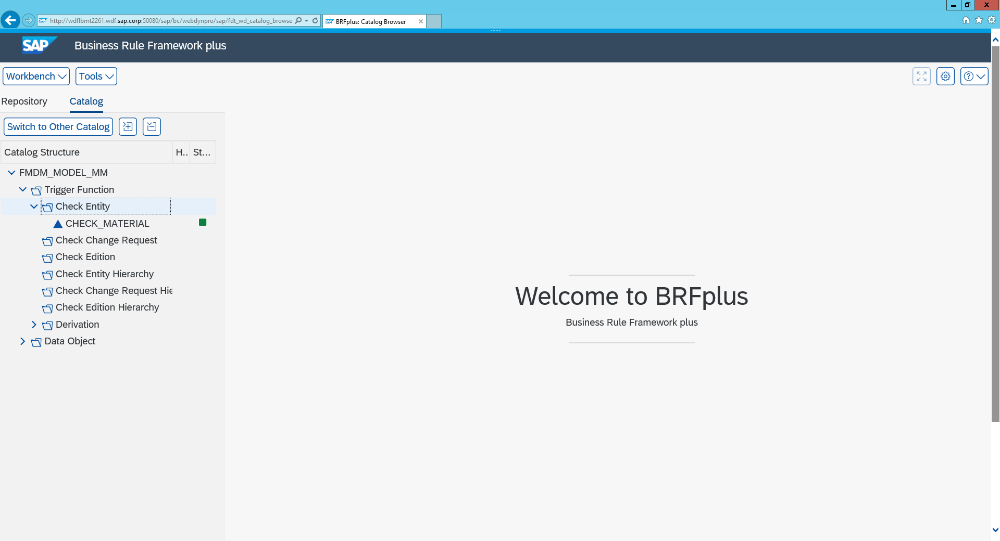 http://wdflbmt2261.wdf.sap.corp:50080/sap/bc/webdynpro/sap/fdt_wd_catalog_browse
BRFplus: Catalog Browser
SAP
Business Rule Framework plus
Workbench
Tools
Repository
Catalog
Switch to Other Catalog
Catalog Structure
H..
St...
FMDM_MODEL_MM
Trigger Function
Check Entity
CHECK_MATERIAL
Check Change Request
Check Edition
Check Entity Hierarchy
Check Change Request Hie
Check Edition Hierarchy
Derivation
Data Object
Welcome to BRFplus
Business Rule Framework plus